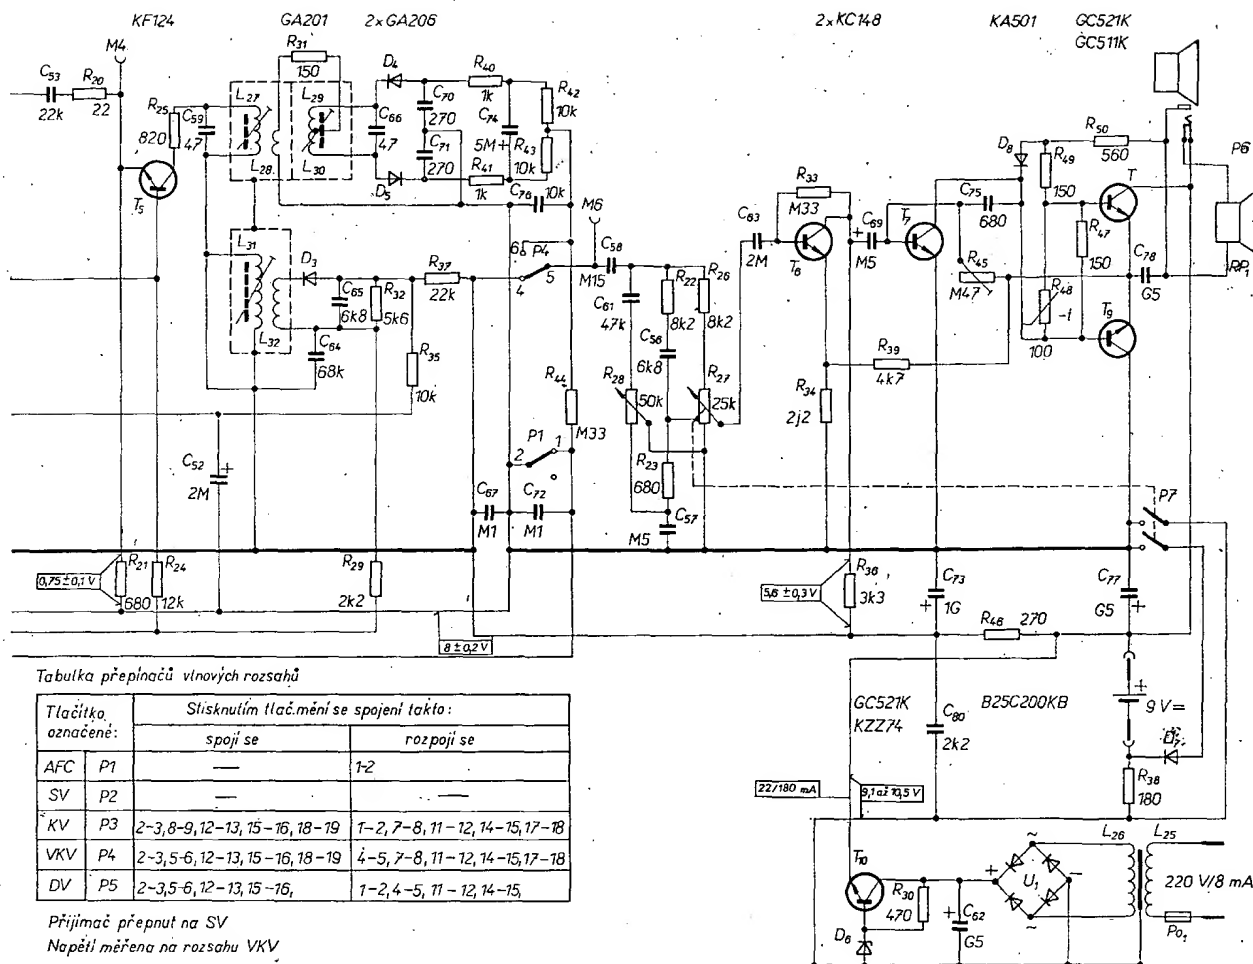 KF124 GA201 2xGA206 2xKC148 KA501 GC521K
GC511K
M4
R31
150
C53
22k
R20
22
R25
820
C59
47
L27
L28
L29
L30
D4
D5
C66
47
C70
270
C71
270
R40
1k
R41
1k
C74
5M+
R42
10k
R43
10k
C76
10k
T5
L31
L32
D3
C65
6k8
R32
5k6
C64
68k
R37
22k
R35
10k
6
P4
4
5
M6
C58
M15
C61
47k
R22
8k2
R26
8k2
C56
6k8
R28
50k
R27
25k
R23
680
C57
M5
R44
M33
P1
2
1
C67
M1
C72
M1
C52
2M
+
R21
680
0,75±0,1 V
R24
12k
R29
2k2
8±0,2V
R33
M33
C63
2M
T6
+
C69
M5
T7
C75
680
R45
M47
D8
R49
150
R50
560
R47
150
R48
-t
100
T
T9
C78
G5
P6
RP1
R39
4k7
R34
2j2
P7
R36
3k3
5,6±0,3V
C73
+
1G
R46 270
C77
G5
+
GC521K
KZZ74
C80
2k2
B25C200KB
+
9V=
R38
180
22/180 mA
9,1 až 10,5 V
T10
R30
470
D6
+
C62
G5
+
U1
~
~
−
L26
L25
220 V/8 mA
Po1
Tabulka přepínačů vlnových rozsahů
Tlačítko označené: Stisknutím tlač. mění se spojení takto:
spojí se rozpojí se
AFC P1 — 1-2
SV P2 — —
KV P3 2-3,8-9,12-13,15-16,18-19 1-2,7-8,11-12,14-15,17-18
VKV P4 2-3,5-6,12-13,15-16,18-19 4-5,7-8,11-12,14-15,17-18
DV P5 2-3,5-6,12-13,15-16, 1-2,4-5,11-12,14-15,
Přijímač přepnut na SV
Napětí měřena na rozsahu VKV